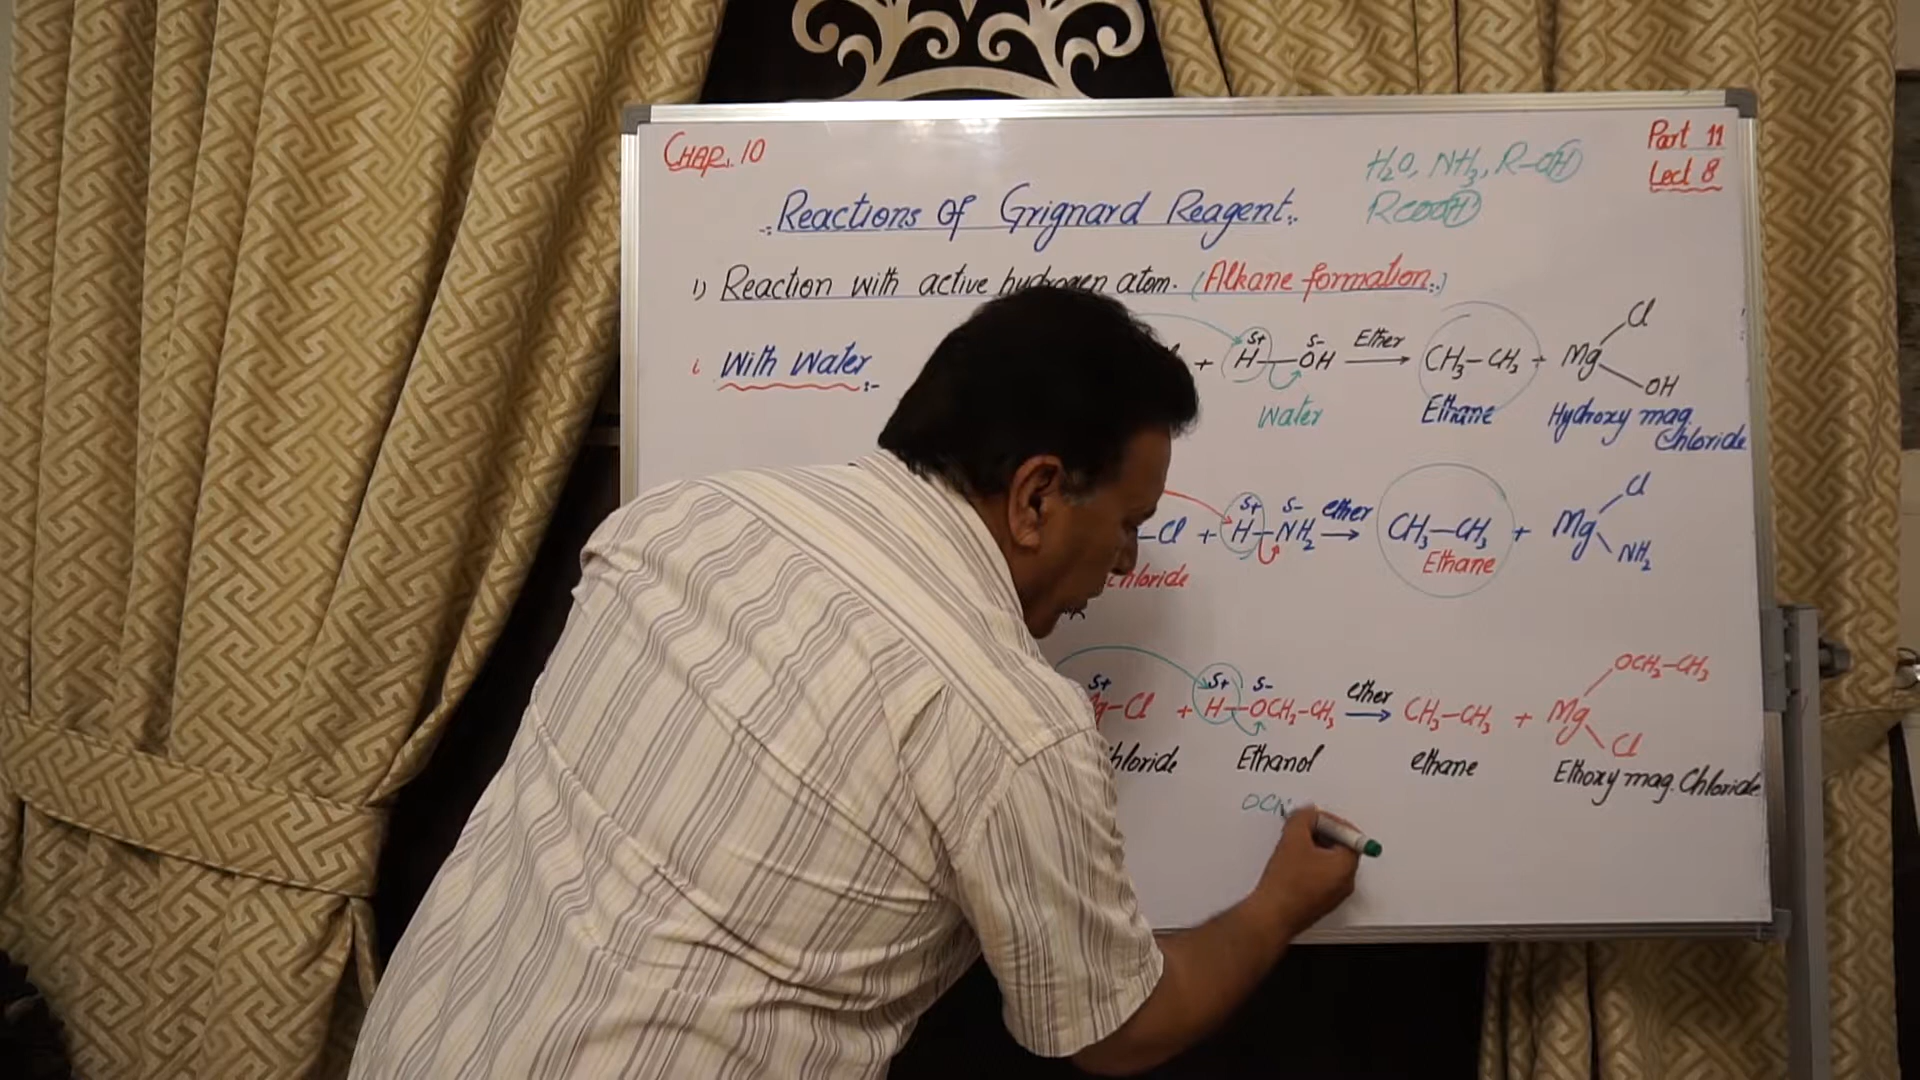 CHAP. 10
Part 11
Lect 8
H₂O, NH₃, R-OH
RCOOH
∴ Reactions Of Grignard Reagent ∴
1) Reaction with active hydrogen atom. (Alkane formation.)
i With Water :-
+ H—OH Ether → CH₃-CH₃ + Mg Cl OH
S+ S-
Water Ethane Hydroxy mag. Chloride
-Cl + H-NH₂ ether → CH₃-CH₃ + Mg Cl NH₂
S+ S-
Chloride Ethane
S+ S+ S-
Mg-Cl + H-OCH₂-CH₃ ether → CH₃-CH₃ + Mg OCH₂-CH₃ Cl
Chloride Ethanol ethane Ethoxy mag. Chloride